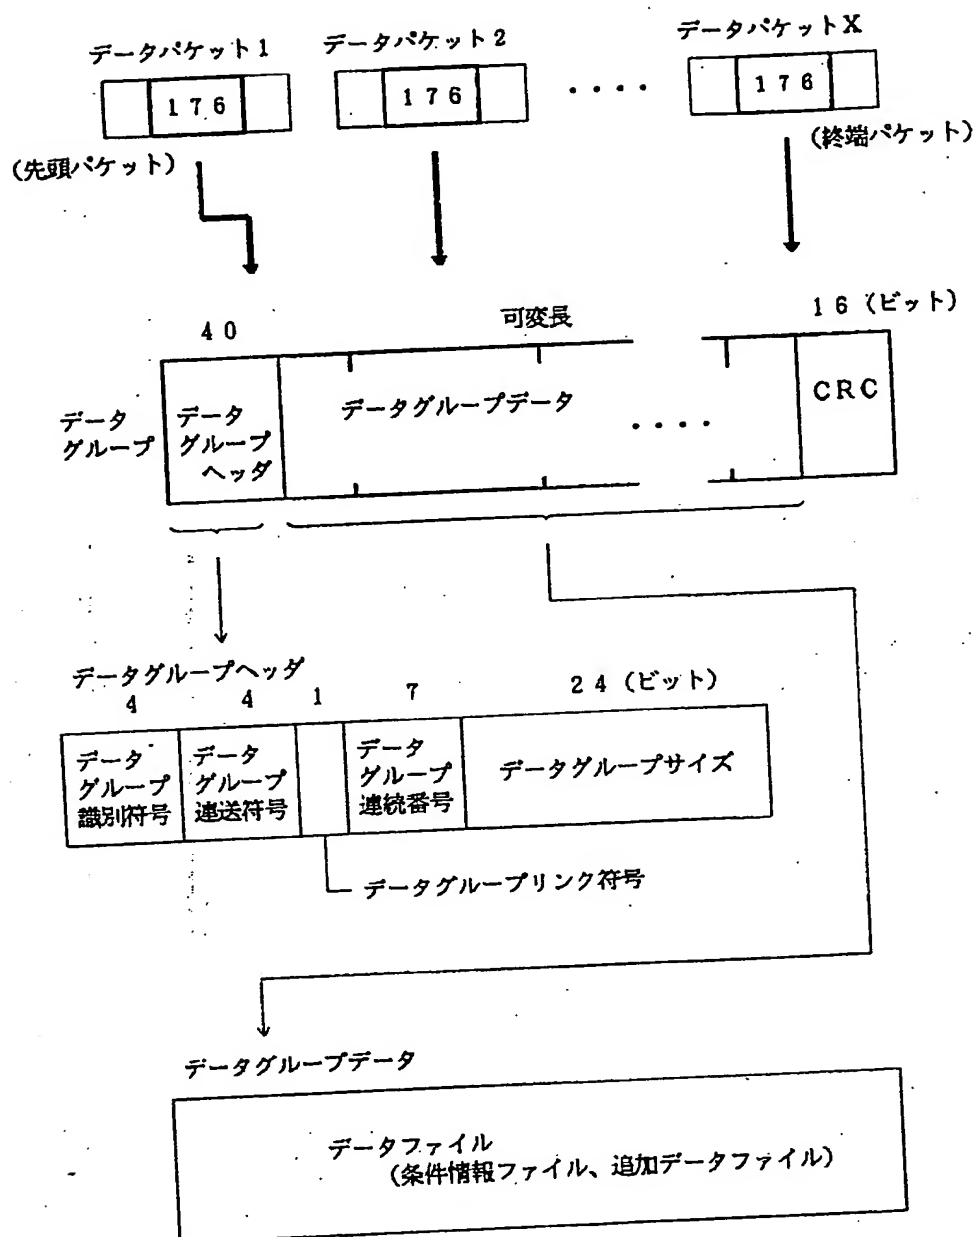 データパケット1 データパケット2 データパケットX
176 176 ・・・・ 176
(先頭パケット) (終端パケット)
40 可変長 16(ビット)
データ
グループ
データ
グループ
ヘッダ
データグループデータ
・・・・
CRC
データグループヘッダ
4 4 1 7 24(ビット)
データ
グループ
識別符号
データ
グループ
連送符号
データ
グループ
連続番号
データグループサイズ
データグループリンク符号
データグループデータ
データファイル
(条件情報ファイル、追加データファイル)